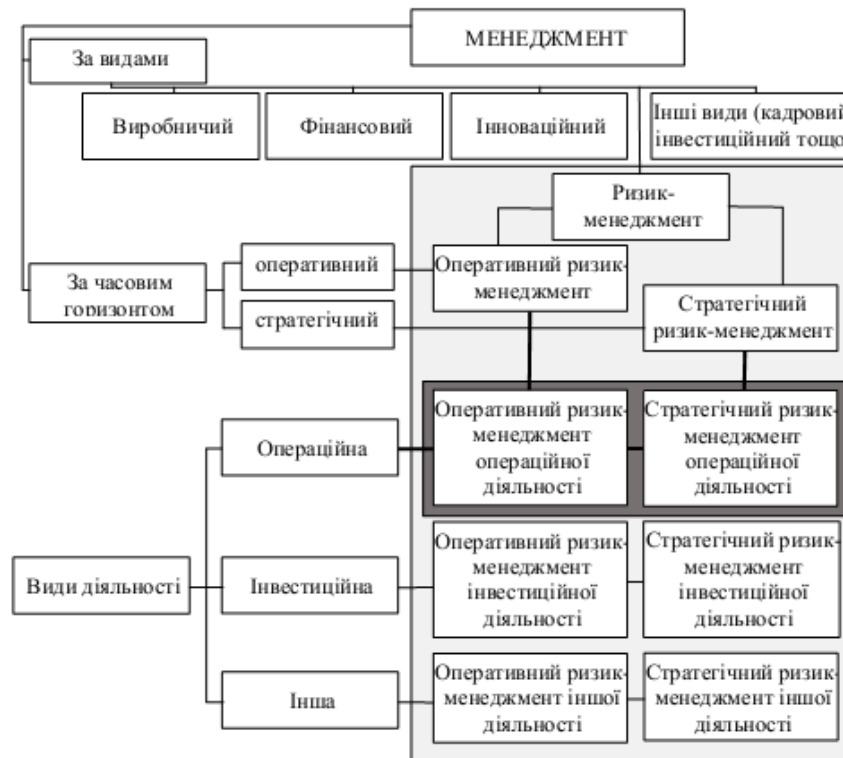 МЕНЕДЖМЕНТ
За видами
Виробничий
Фінансовий
Інноваційний
Інші види (кадровий
інвестиційний тощо
Ризик-
менеджмент
За часовим
горизонтом
оперативний
стратегічний
Оперативний ризик-
менеджмент
Стратегічний
ризик-менеджмент
Види діяльності
Операційна
Оперативний ризик-
менеджмент
операційної
діяльності
Стратегічний ризик-
менеджмент
операційної
діяльності
Інвестиційна
Оперативний ризик-
менеджмент
інвестиційної
діяльності
Стратегічний ризик-
менеджмент
інвестиційної
діяльності
Інша
Оперативний ризик-
менеджмент іншої
діяльності
Стратегічний ризик-
менеджмент іншої
діяльності